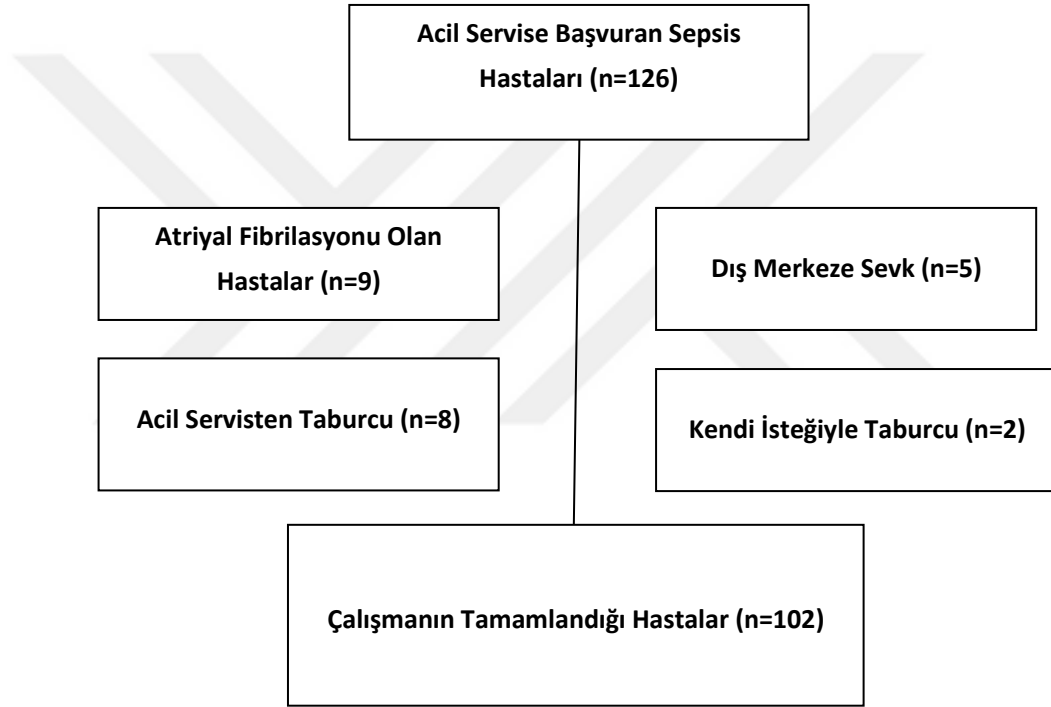 Acil Servise Başvuran Sepsis
Hastaları (n=126)
Atriyal Fibrilasyonu Olan
Hastalar (n=9)
Dış Merkeze Sevk (n=5)
Acil Servisten Taburcu (n=8)
Kendi İsteğiyle Taburcu (n=2)
Çalışmanın Tamamlandığı Hastalar (n=102)